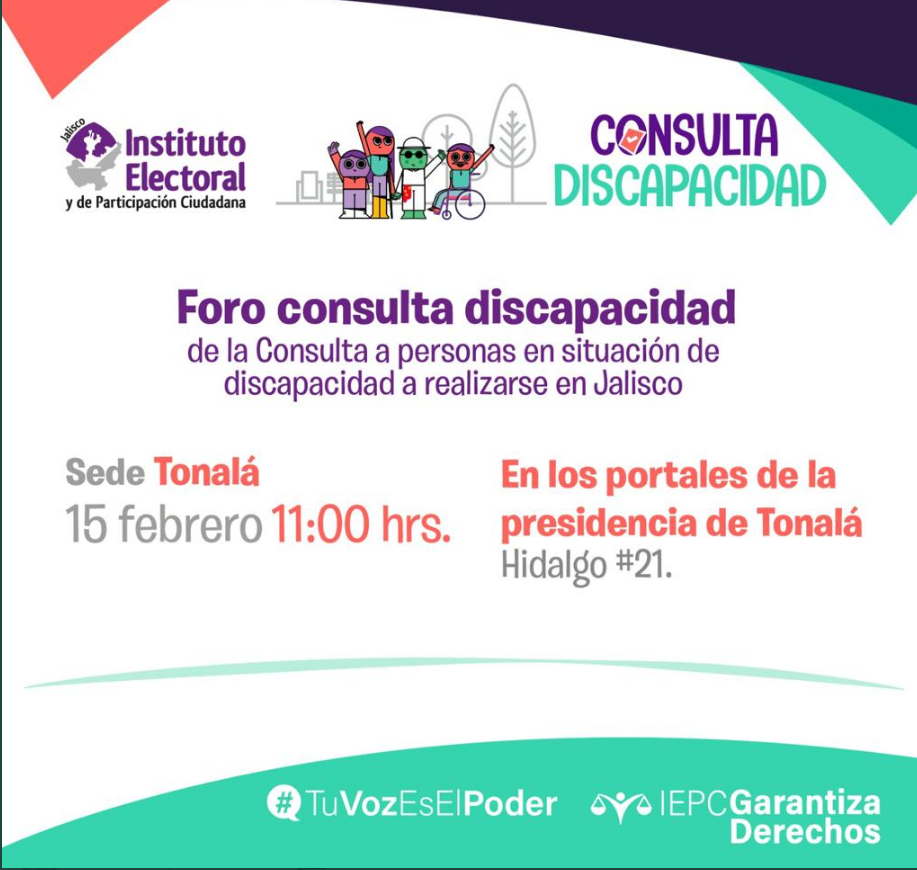 Jalisco
Instituto
Electoral
y de Participación Ciudadana
CONSULTA
DISCAPACIDAD
Foro consulta discapacidad
de la Consulta a personas en situación de
discapacidad a realizarse en Jalisco
Sede Tonalá
15 febrero 11:00 hrs.
En los portales de la
presidencia de Tonalá
Hidalgo #21.
#TuVozEsElPoder
IEPCGarantiza
Derechos